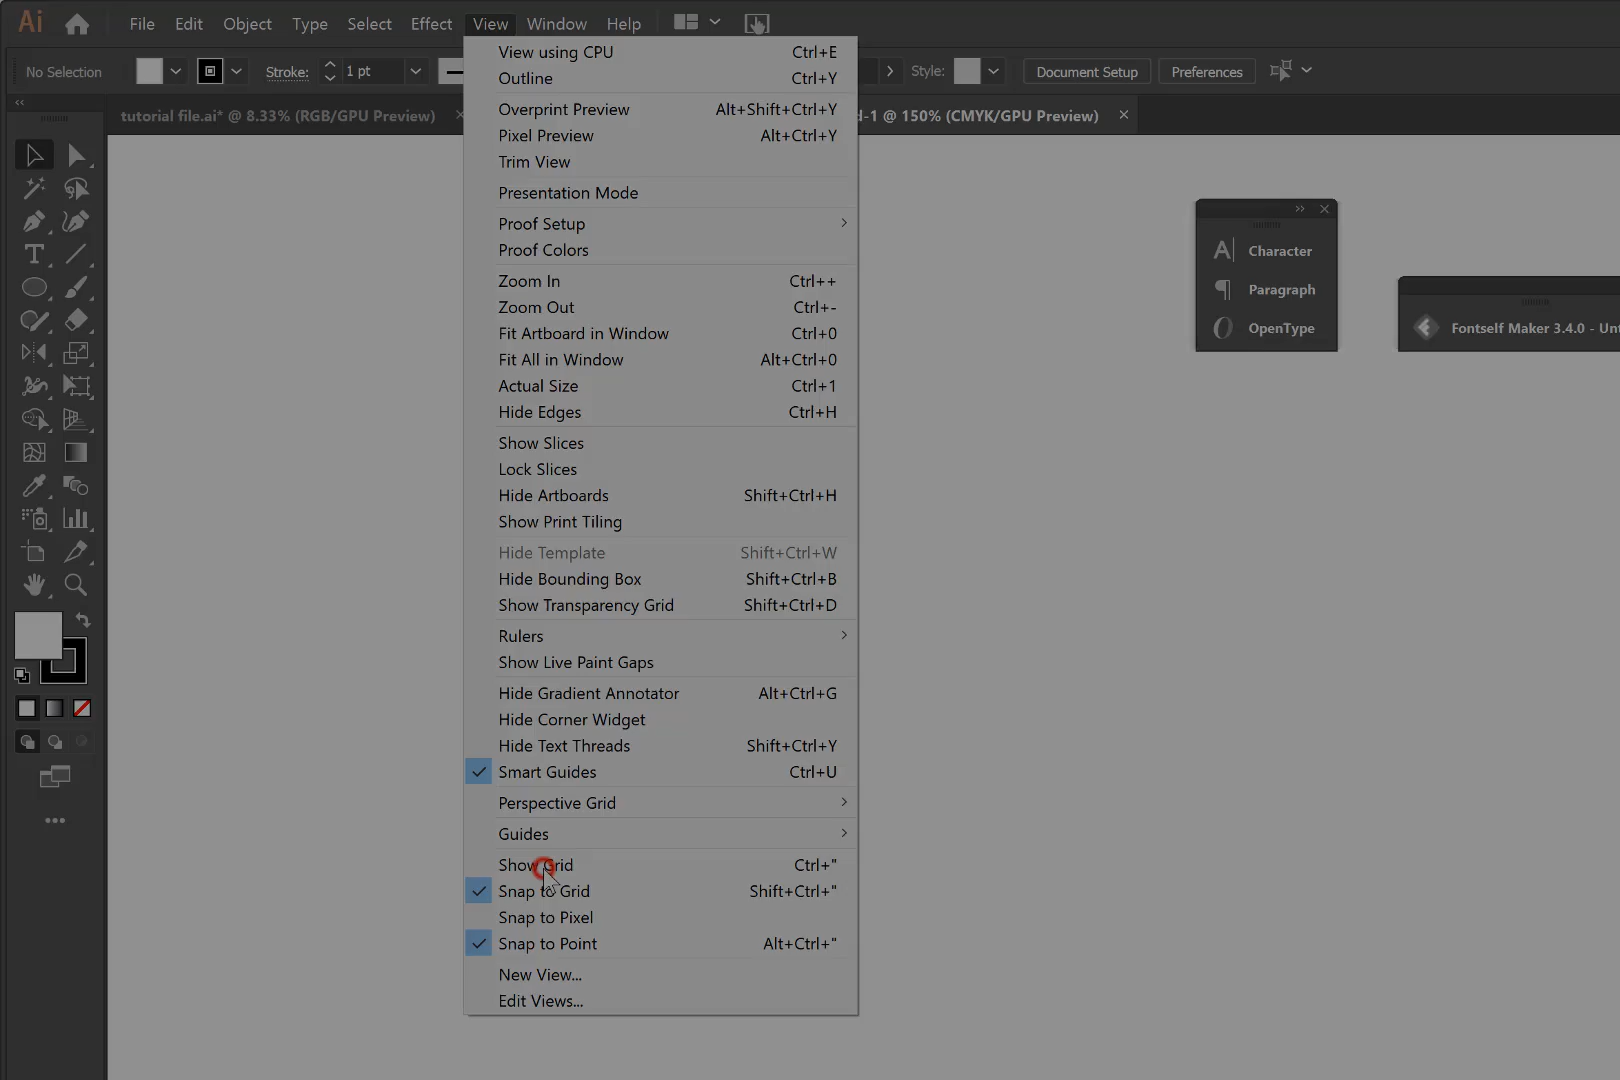 Ai File Edit Object Type Select Effect View Window Help
No Selection Stroke: 1 pt Style: Document Setup Preferences
tutorial file.ai* @ 8.33% (RGB/GPU Preview) × d-1 @ 150% (CMYK/GPU Preview) ×
View using CPU Ctrl+E
Outline Ctrl+Y
Overprint Preview Alt+Shift+Ctrl+Y
Pixel Preview Alt+Ctrl+Y
Trim View
Presentation Mode
Proof Setup
Proof Colors
Zoom In Ctrl++
Zoom Out Ctrl+-
Fit Artboard in Window Ctrl+0
Fit All in Window Alt+Ctrl+0
Actual Size Ctrl+1
Hide Edges Ctrl+H
Show Slices
Lock Slices
Hide Artboards Shift+Ctrl+H
Show Print Tiling
Hide Template Shift+Ctrl+W
Hide Bounding Box Shift+Ctrl+B
Show Transparency Grid Shift+Ctrl+D
Rulers
Show Live Paint Gaps
Hide Gradient Annotator Alt+Ctrl+G
Hide Corner Widget
Hide Text Threads Shift+Ctrl+Y
Smart Guides Ctrl+U
Perspective Grid
Guides
Show Grid Ctrl+"
Snap to Grid Shift+Ctrl+"
Snap to Pixel
Snap to Point Alt+Ctrl+"
New View...
Edit Views...
Character
Paragraph
OpenType
Fontself Maker 3.4.0 - Unt